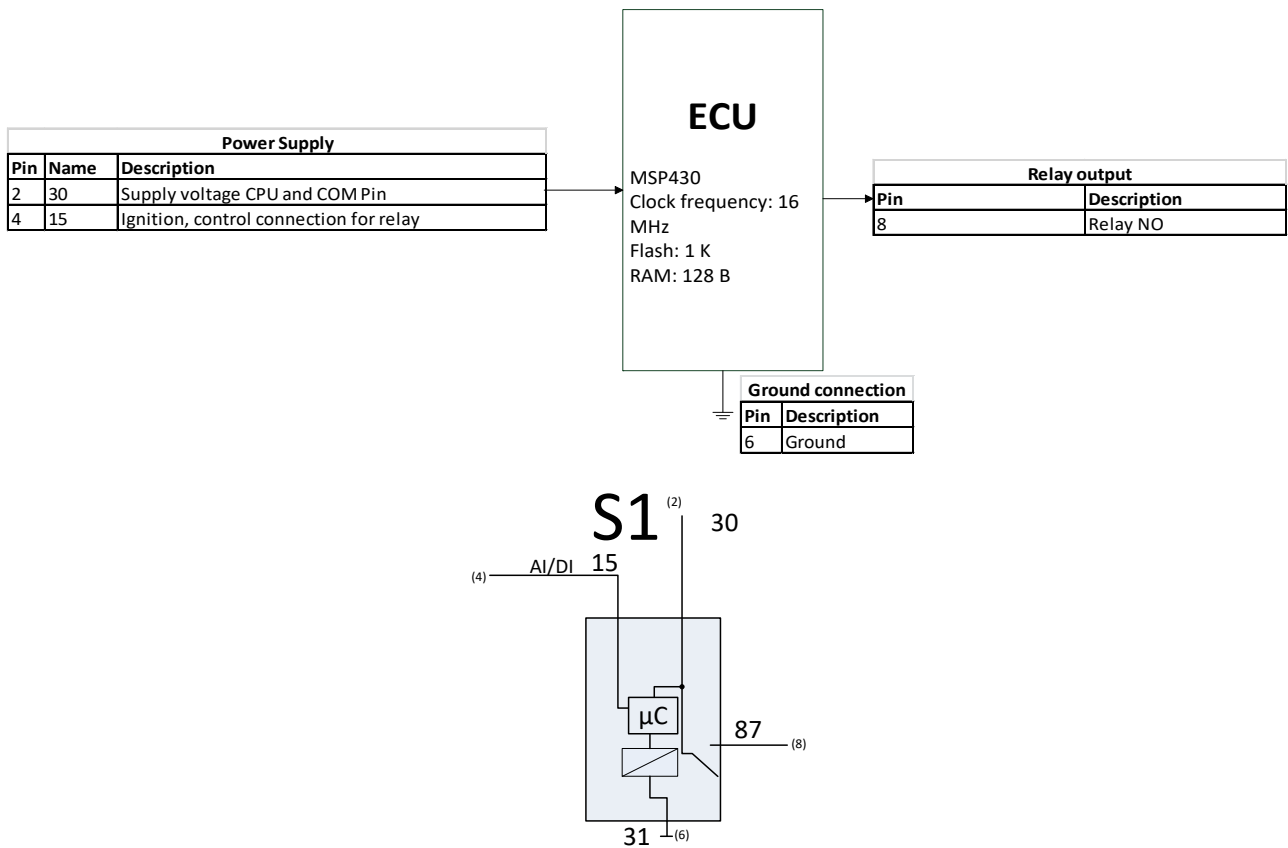 ECU
MSP430
Clock frequency: 16
MHz
Flash: 1 K
RAM: 128 B
Power Supply
Pin Name Description
2 30 Supply voltage CPU and COM Pin
4 15 Ignition, control connection for relay
Relay output
Pin Description
8 Relay NO
Ground connection
Pin Description
6 Ground
S1
(2)
30
(4)
AI/DI
15
µC
87
(8)
31
(6)